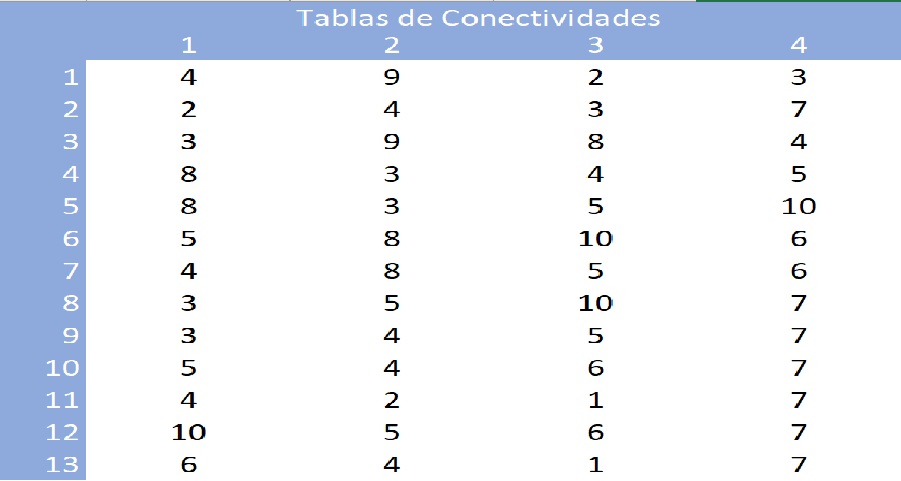 Tablas de Conectividades
1 2 3 4
1 4 9 2 3
2 2 4 3 7
3 3 9 8 4
4 8 3 4 5
5 8 3 5 10
6 5 8 10 6
7 4 8 5 6
8 3 5 10 7
9 3 4 5 7
10 5 4 6 7
11 4 2 1 7
12 10 5 6 7
13 6 4 1 7